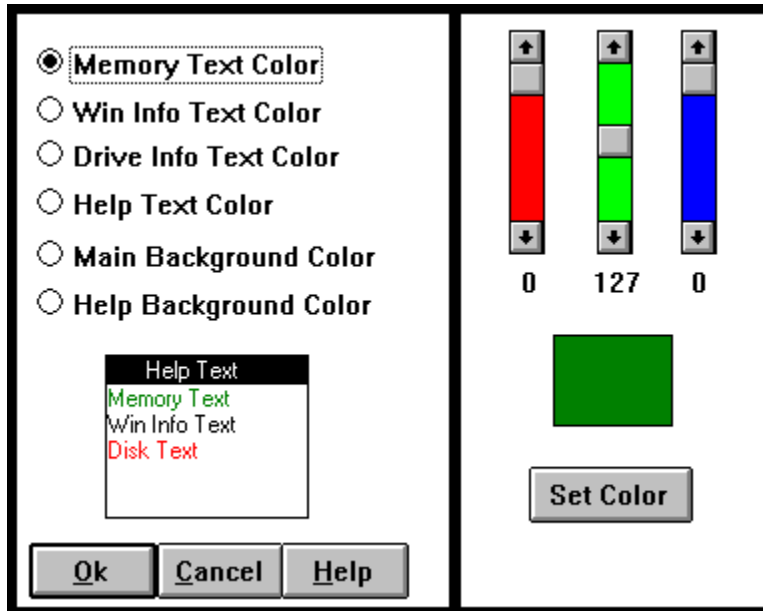 Memory Text Color
Win Info Text Color
Drive Info Text Color
Help Text Color
Main Background Color
Help Background Color
Help Text
Memory Text
Win Info Text
Disk Text
Ok Cancel Help
0 127 0
Set Color